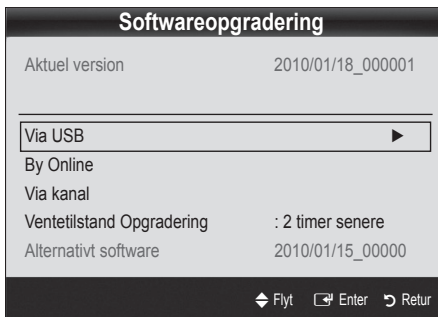 Softwareopgradering
Aktuel version 2010/01/18_000001
Via USB ►
By Online
Via kanal
Ventetilstand Opgradering : 2 timer senere
Alternativt software 2010/01/15_00000
Flyt Enter Retur